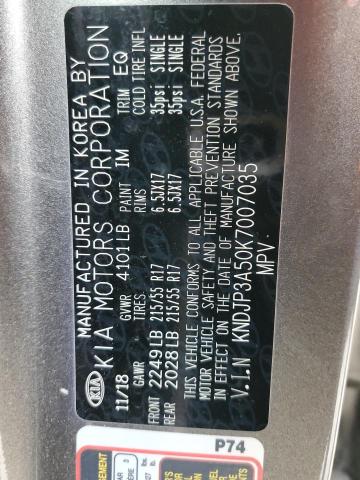 MANUFACTURED IN KOREA BY
KIA KIA MOTORS CORPORATION
11/18 GVWR 4101LB PAINT IM TRIM EQ
GAWR TIRES RIMS COLD TIRE INFL
FRONT 2249LB 215/55 R17 6.5JX17 35psi SINGLE
REAR 2028LB 215/55 R17 6.5JX17 35psi SINGLE
THIS VEHICLE CONFORMS TO ALL APPLICABLE U.S.A. FEDERAL
MOTOR VEHICLE SAFETY AND THEFT PREVENTION STANDARDS
IN EFFECT ON THE DATE OF MANUFACTURE SHOWN ABOVE.
V.I.N KNDJP3A50K7007035
MPV
P74